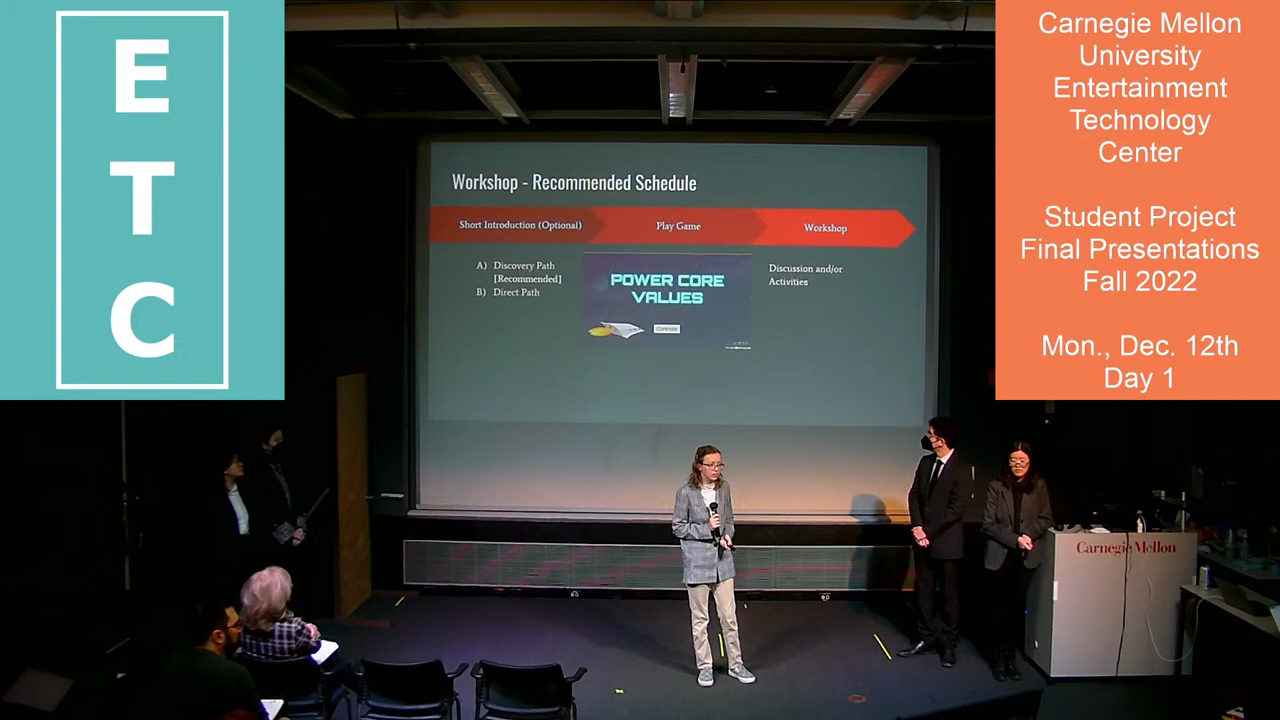 E
T
C
Carnegie Mellon
University
Entertainment
Technology
Center
Student Project
Final Presentations
Fall 2022
Mon., Dec. 12th
Day 1
Workshop - Recommended Schedule
Short Introduction (Optional)
Play Game
Workshop
A) Discovery Path
[Recommended]
B) Direct Path
POWER CORE
VALUES
Discussion and/or
Activities
Carnegie Mellon